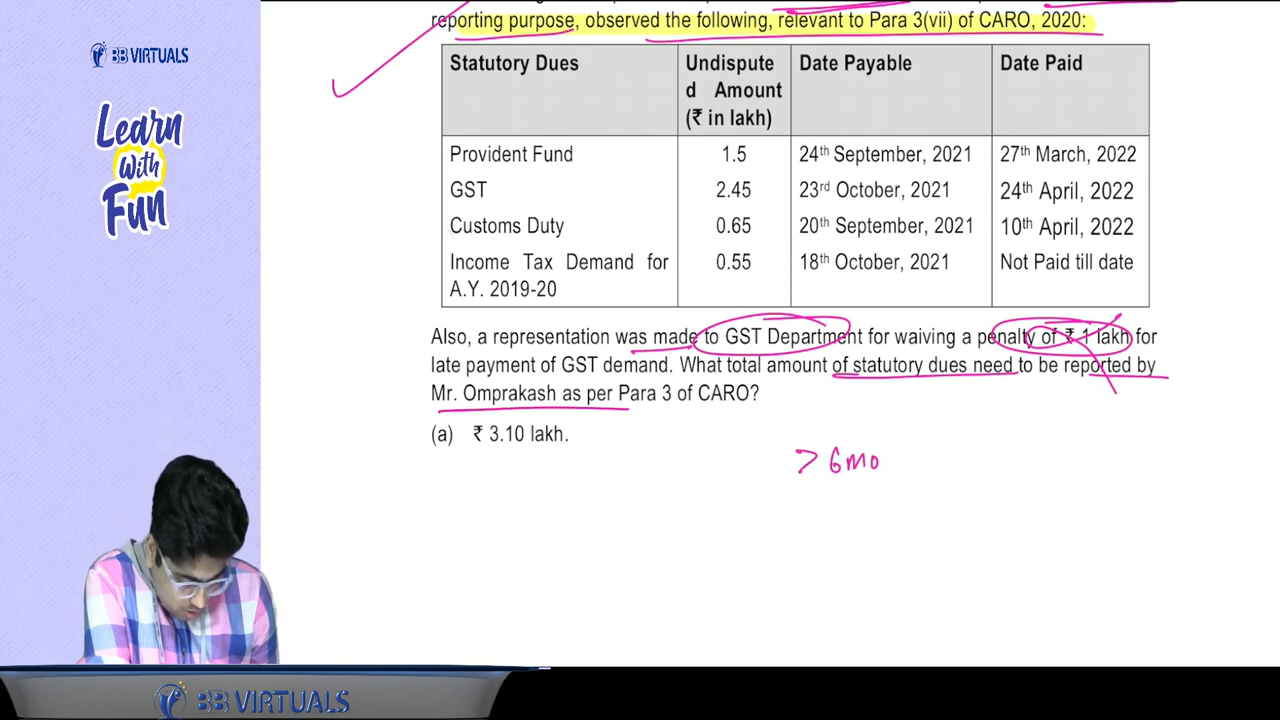 reporting purpose, observed the following, relevant to Para 3(vii) of CARO, 2020:
BB VIRTUALS
Learn
With
Fun
Statutory Dues | Undispute d Amount (₹ in lakh) | Date Payable | Date Paid
Provident Fund | 1.5 | 24th September, 2021 | 27th March, 2022
GST | 2.45 | 23rd October, 2021 | 24th April, 2022
Customs Duty | 0.65 | 20th September, 2021 | 10th April, 2022
Income Tax Demand for A.Y. 2019-20 | 0.55 | 18th October, 2021 | Not Paid till date
Also, a representation was made to GST Department for waiving a penalty of ₹ 1 lakh for
late payment of GST demand. What total amount of statutory dues need to be reported by
Mr. Omprakash as per Para 3 of CARO?
(a) ₹ 3.10 lakh.
> 6mo
BB VIRTUALS